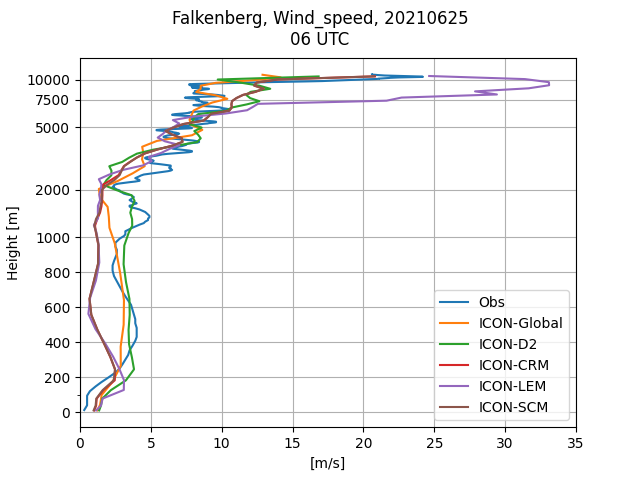 Falkenberg, Wind_speed, 20210625
06 UTC
Height [m]
10000
7500
5000
2000
1000
800
600
400
200
0
0 5 10 15 20 25 30 35
[m/s]
Obs
ICON-Global
ICON-D2
ICON-CRM
ICON-LEM
ICON-SCM